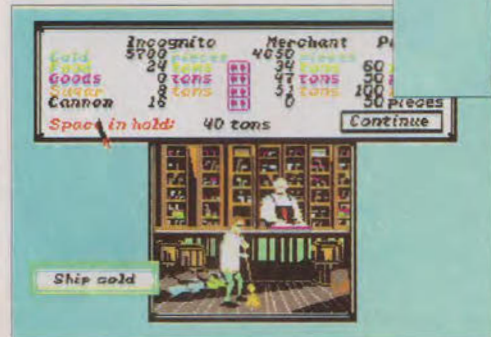 Incognito Merchant
Gold 5700 pieces 4050 pieces
Food 24 tons 34 tons 60
Goods 0 tons 47 tons 50
Sugar 8 tons 51 tons 100
Cannon 16 0 50 pieces
Space in hold: 40 tons Continue
Ship sold